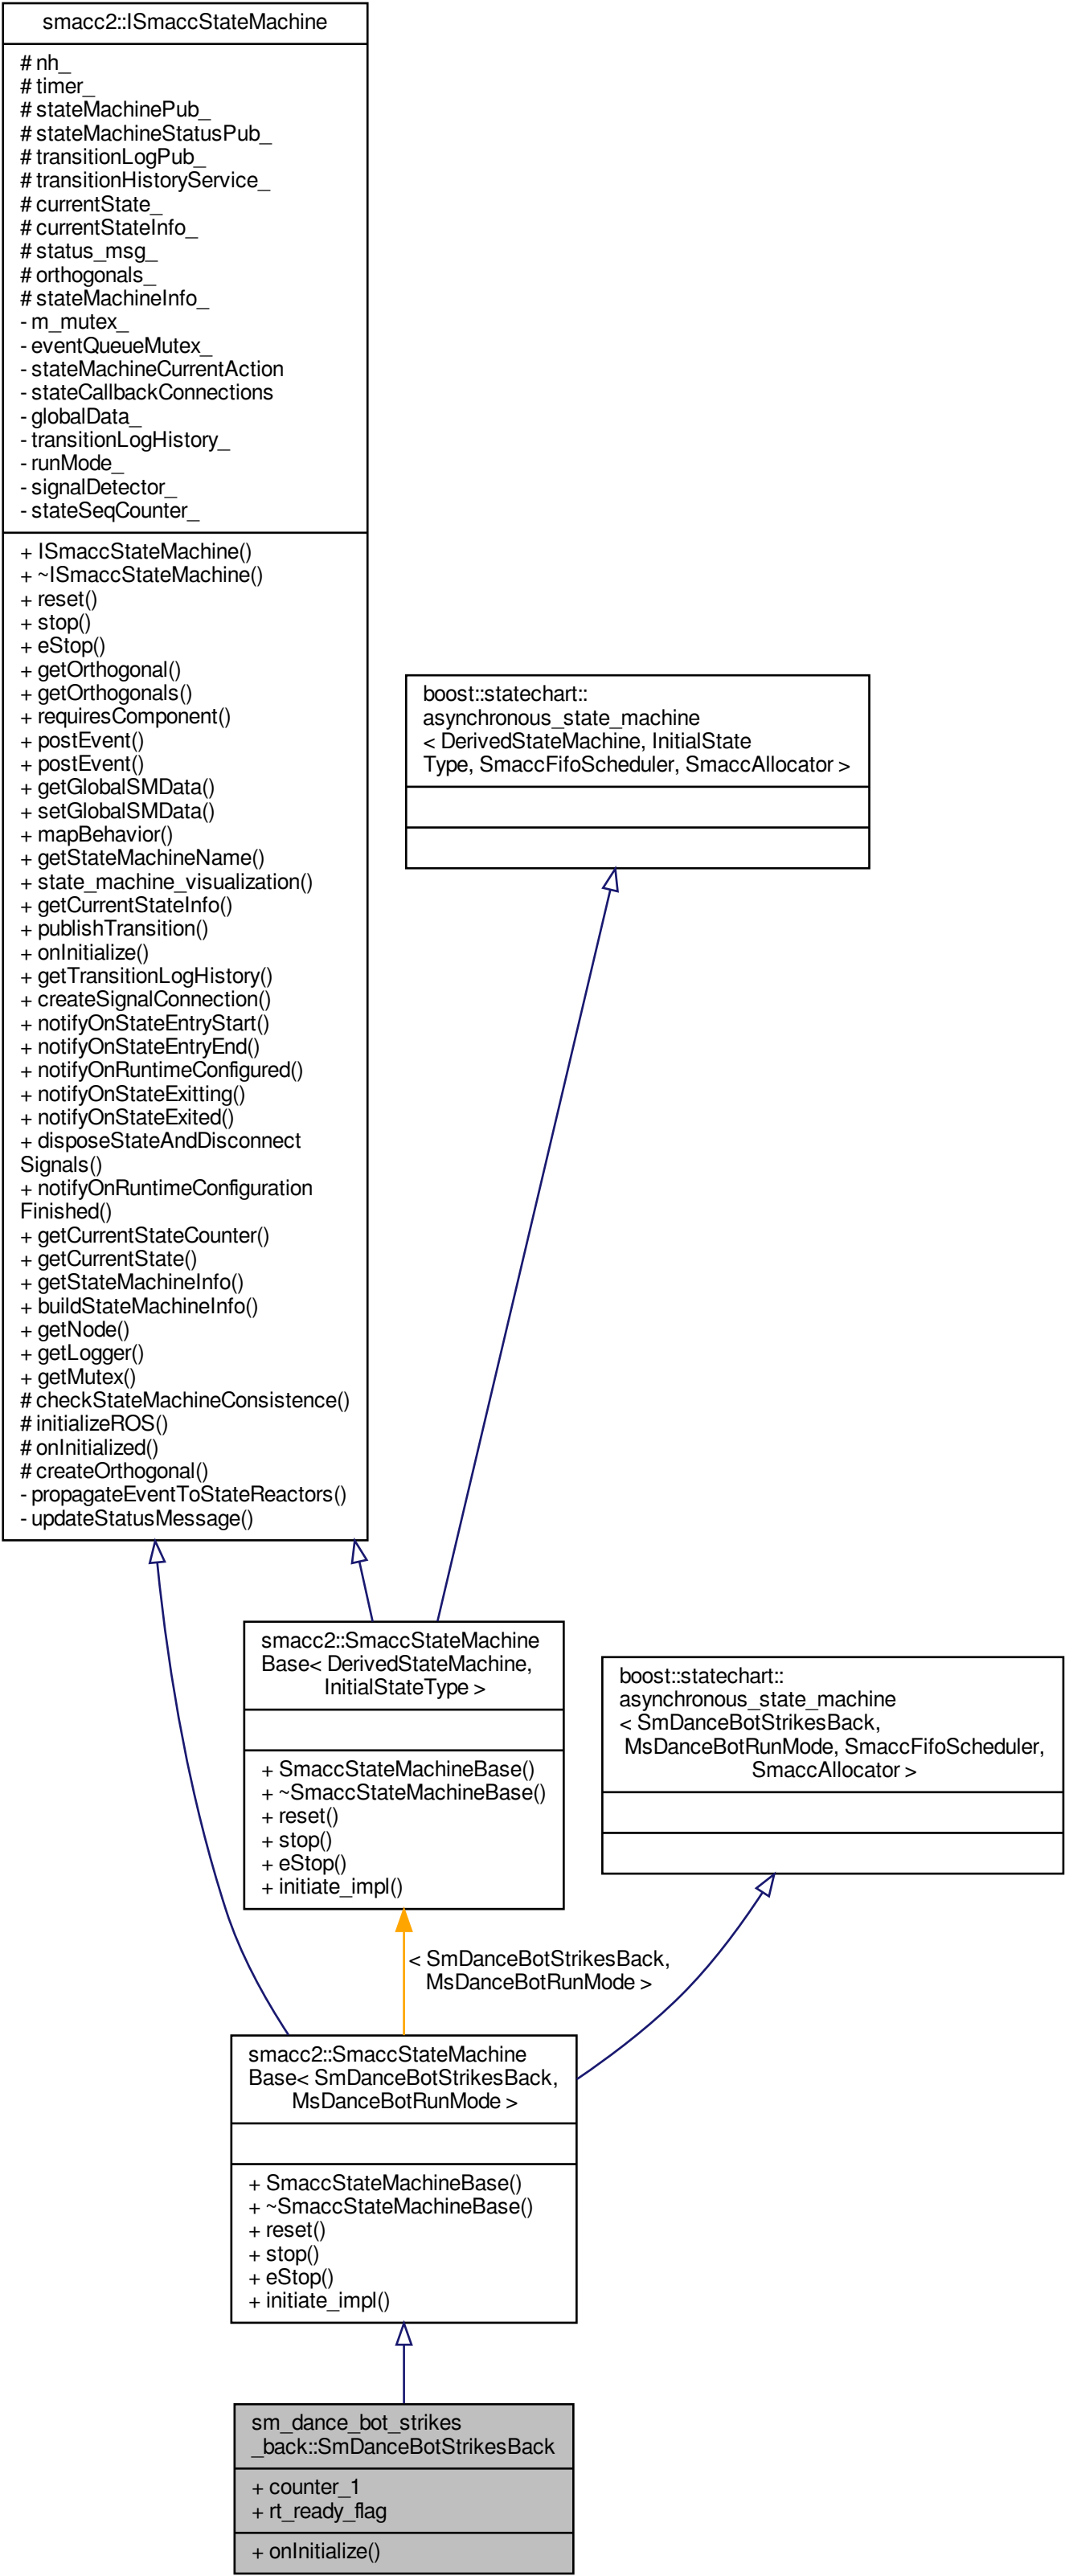 smacc2::ISmaccStateMachine
# nh_
# timer_
# stateMachinePub_
# stateMachineStatusPub_
# transitionLogPub_
# transitionHistoryService_
# currentState_
# currentStateInfo_
# status_msg_
# orthogonals_
# stateMachineInfo_
- m_mutex_
- eventQueueMutex_
- stateMachineCurrentAction
- stateCallbackConnections
- globalData_
- transitionLogHistory_
- runMode_
- signalDetector_
- stateSeqCounter_
+ ISmaccStateMachine()
+ ~ISmaccStateMachine()
+ reset()
+ stop()
+ eStop()
+ getOrthogonal()
+ getOrthogonals()
+ requiresComponent()
+ postEvent()
+ postEvent()
+ getGlobalSMData()
+ setGlobalSMData()
+ mapBehavior()
+ getStateMachineName()
+ state_machine_visualization()
+ getCurrentStateInfo()
+ publishTransition()
+ onInitialize()
+ getTransitionLogHistory()
+ createSignalConnection()
+ notifyOnStateEntryStart()
+ notifyOnStateEntryEnd()
+ notifyOnRuntimeConfigured()
+ notifyOnStateExitting()
+ notifyOnStateExited()
+ disposeStateAndDisconnect
Signals()
+ notifyOnRuntimeConfiguration
Finished()
+ getCurrentStateCounter()
+ getCurrentState()
+ getStateMachineInfo()
+ buildStateMachineInfo()
+ getNode()
+ getLogger()
+ getMutex()
# checkStateMachineConsistence()
# initializeROS()
# onInitialized()
# createOrthogonal()
- propagateEventToStateReactors()
- updateStatusMessage()
boost::statechart::
asynchronous_state_machine
< DerivedStateMachine, InitialState
Type, SmaccFifoScheduler, SmaccAllocator >
smacc2::SmaccStateMachine
Base< DerivedStateMachine,
InitialStateType >
+ SmaccStateMachineBase()
+ ~SmaccStateMachineBase()
+ reset()
+ stop()
+ eStop()
+ initiate_impl()
boost::statechart::
asynchronous_state_machine
< SmDanceBotStrikesBack,
MsDanceBotRunMode, SmaccFifoScheduler,
SmaccAllocator >
< SmDanceBotStrikesBack,
MsDanceBotRunMode >
smacc2::SmaccStateMachine
Base< SmDanceBotStrikesBack,
MsDanceBotRunMode >
+ SmaccStateMachineBase()
+ ~SmaccStateMachineBase()
+ reset()
+ stop()
+ eStop()
+ initiate_impl()
sm_dance_bot_strikes
_back::SmDanceBotStrikesBack
+ counter_1
+ rt_ready_flag
+ onInitialize()